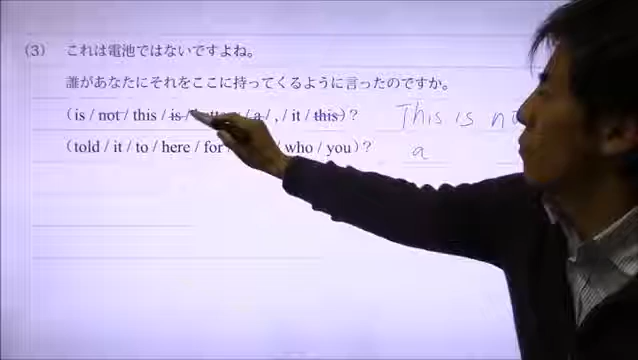 (3) これは電池ではないですよね。
誰があなたにそれをここに持ってくるように言ったのですか。
(is / not / this / is / / a / , / it / this)? This is
(told / it / to / here / for / who / you)? a